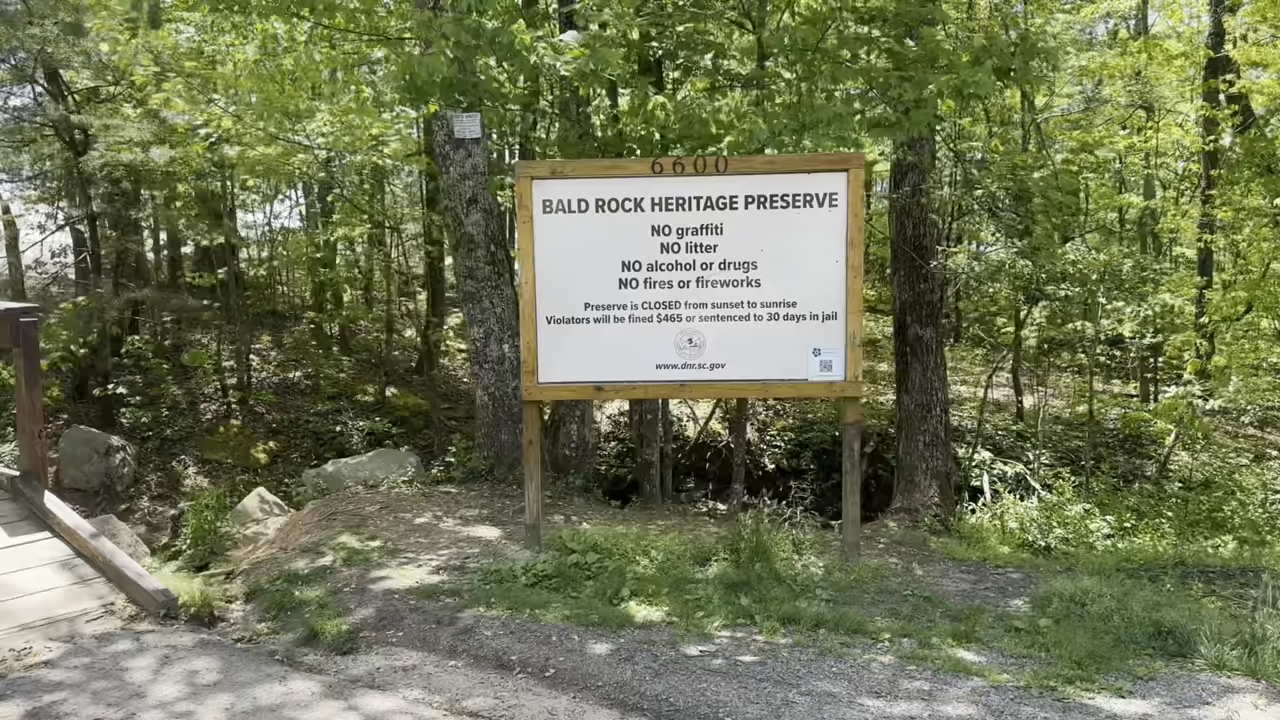 6600
BALD ROCK HERITAGE PRESERVE
NO graffiti
NO litter
NO alcohol or drugs
NO fires or fireworks
Preserve is CLOSED from sunset to sunrise
Violators will be fined $465 or sentenced to 30 days in jail
www.dnr.sc.gov